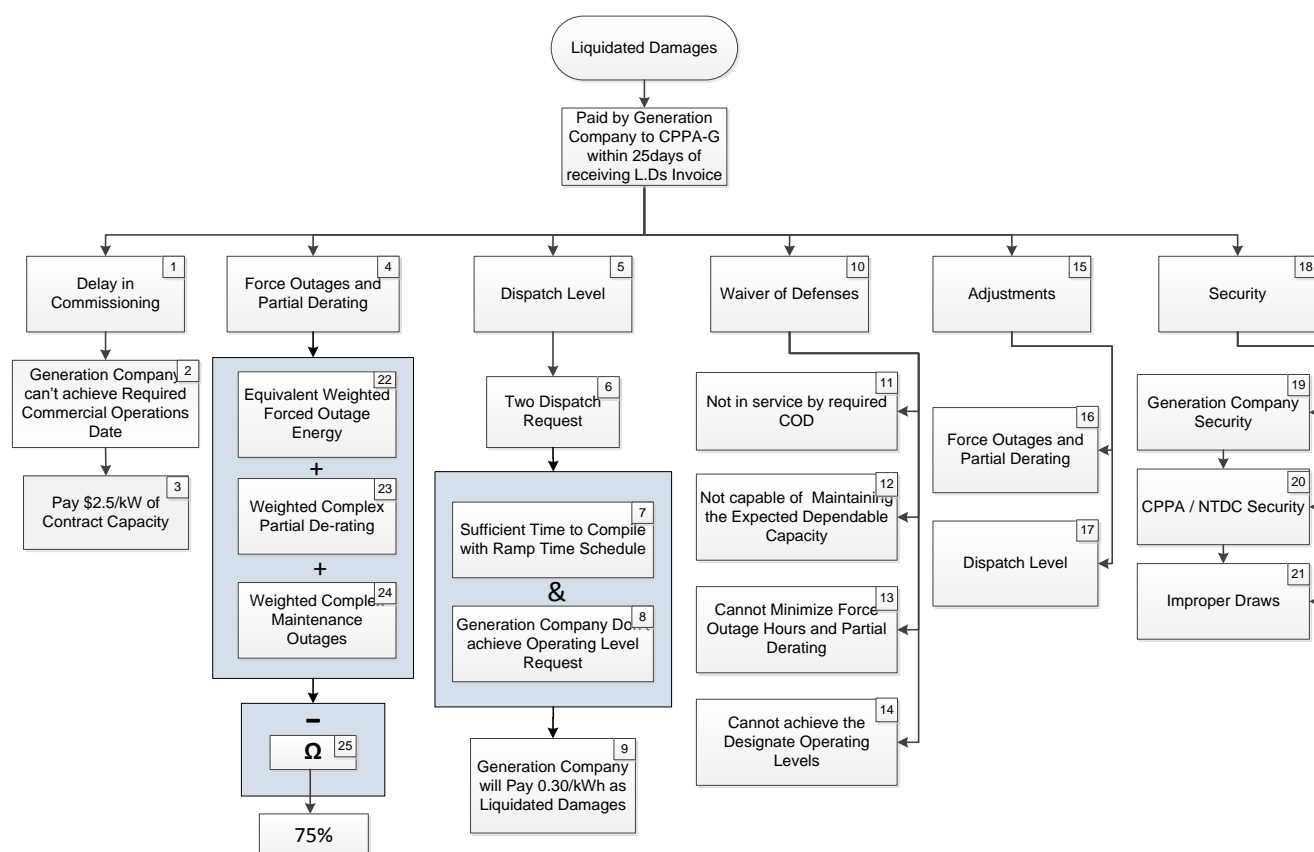 Liquidated Damages
Paid by Generation
Company to CPPA-G
within 25days of
receiving L.Ds Invoice
1
Delay in
Commissioning
2
Generation Company
can't achieve Required
Commercial Operations
Date
3
Pay $2.5/kW of
Contract Capacity
4
Force Outages and
Partial Derating
22
Equivalent Weighted
Forced Outage
Energy
+
23
Weighted Complex
Partial De-rating
+
24
Weighted Complex
Maintenance
Outages
–
25
Ω
75%
5
Dispatch Level
6
Two Dispatch
Request
7
Sufficient Time to Compile
with Ramp Time Schedule
&
8
Generation Company Don't
achieve Operating Level
Request
9
Generation Company
will Pay 0.30/kWh as
Liquidated Damages
10
Waiver of Defenses
11
Not in service by required
COD
12
Not capable of Maintaining
the Expected Dependable
Capacity
13
Cannot Minimize Force
Outage Hours and Partial
Derating
14
Cannot achieve the
Designate Operating
Levels
15
Adjustments
16
Force Outages and
Partial Derating
17
Dispatch Level
18
Security
19
Generation Company
Security
20
CPPA / NTDC Security
21
Improper Draws